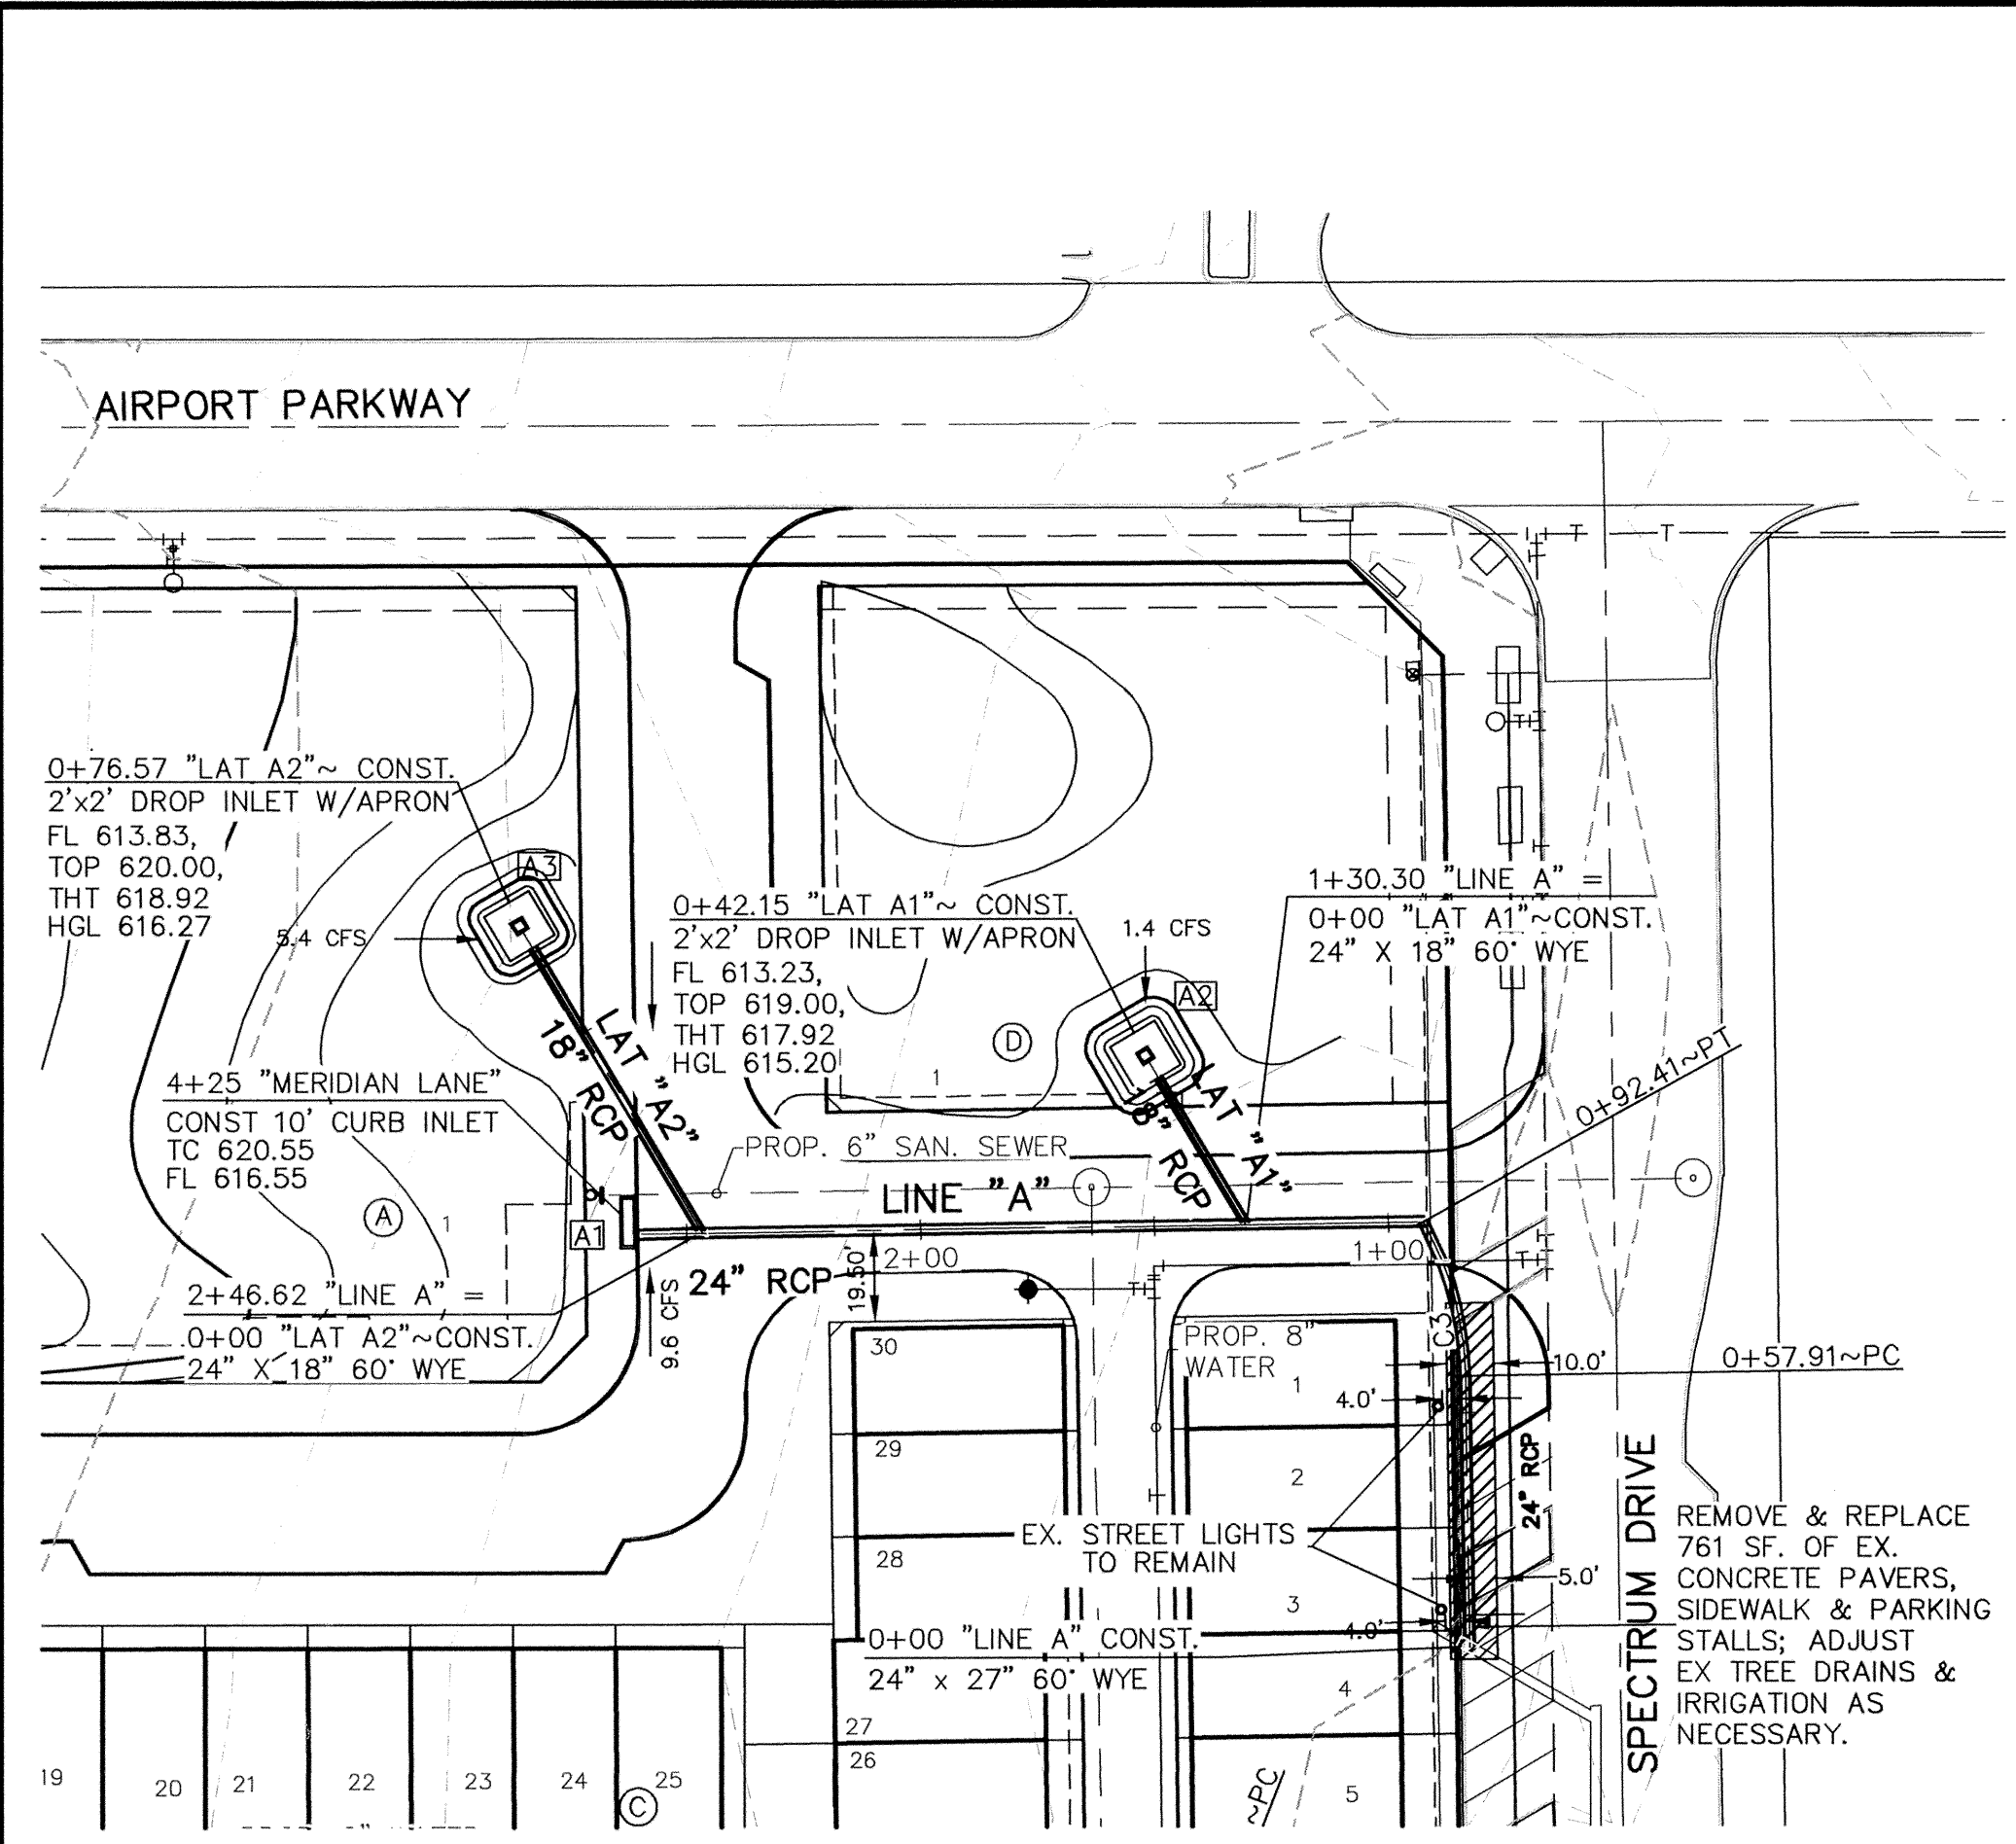 AIRPORT PARKWAY
T
T
0+76.57 "LAT A2"~ CONST.
2'x2' DROP INLET W/APRON
FL 613.83,
TOP 620.00,
THT 618.92
HGL 616.27
A3
5.4 CFS
0+42.15 "LAT A1"~ CONST.
2'x2' DROP INLET W/APRON
FL 613.23,
TOP 619.00,
THT 617.92
HGL 615.20
1.4 CFS
A2
1+30.30 "LINE A" =
0+00 "LAT A1"~CONST.
24" X 18" 60° WYE
D
1
LAT "A2"
18" RCP
LAT "A1"
18" RCP
0+92.41~PT
4+25 "MERIDIAN LANE"
CONST 10' CURB INLET
TC 620.55
FL 616.55
PROP. 6" SAN. SEWER
LINE "A"
A
1
A1
2+00
1+00
24" RCP
19.50'
9.6 CFS
2+46.62 "LINE A" =
0+00 "LAT A2"~CONST.
24" X 18" 60° WYE
30
PROP. 8"
WATER
C3
10.0'
0+57.91~PC
1
4.0'
29
2
24" RCP
SPECTRUM DRIVE
EX. STREET LIGHTS
TO REMAIN
28
5.0'
3
4.0'
REMOVE & REPLACE
761 SF. OF EX.
CONCRETE PAVERS,
SIDEWALK & PARKING
STALLS; ADJUST
EX TREE DRAINS &
IRRIGATION AS
NECESSARY.
0+00 "LINE A" CONST.
24" x 27" 60° WYE
4
27
26
~PC
5
19
20
21
22
23
24
25
C